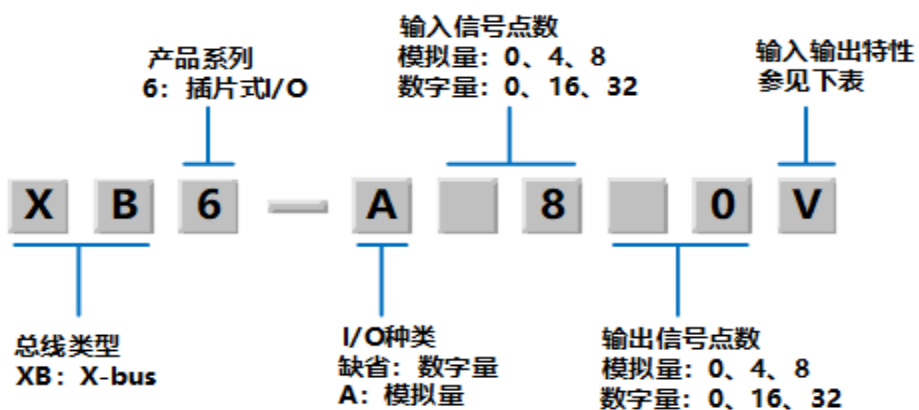 产品系列
6：插片式I/O
输入信号点数
模拟量：0、4、8
数字量：0、16、32
输入输出特性
参见下表
X B 6 — A 8 0 V
总线类型
XB：X-bus
I/O种类
缺省：数字量
A：模拟量
输出信号点数
模拟量：0、4、8
数字量：0、16、32